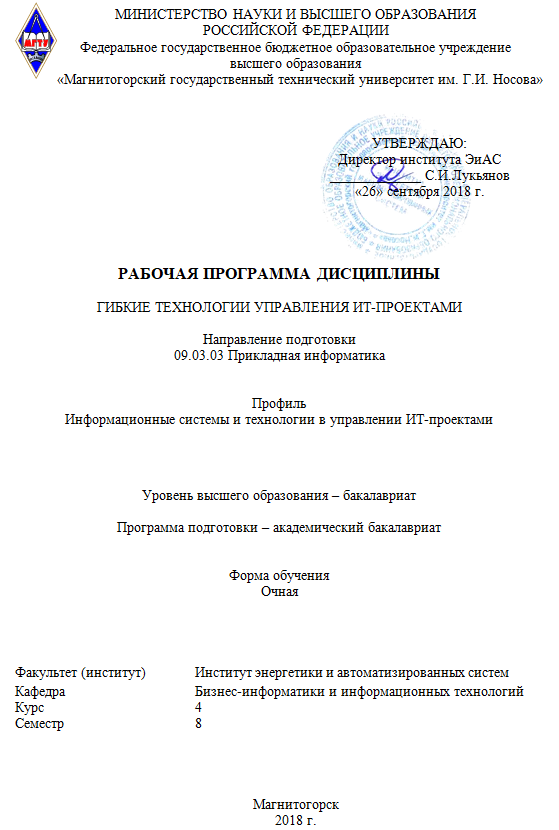 МИНИСТЕРСТВО НАУКИ И ВЫСШЕГО ОБРАЗОВАНИЯ
РОССИЙСКОЙ ФЕДЕРАЦИИ
Федеральное государственное бюджетное образовательное учреждение
высшего образования
«Магнитогорский государственный технический университет им. Г.И. Носова»
МГТУ
УТВЕРЖДАЮ:
Директор института ЭиАС
_____________ С.И.Лукьянов
«26» сентября 2018 г.
РАБОЧАЯ ПРОГРАММА ДИСЦИПЛИНЫ
ГИБКИЕ ТЕХНОЛОГИИ УПРАВЛЕНИЯ ИТ-ПРОЕКТАМИ
Направление подготовки
09.03.03 Прикладная информатика
Профиль
Информационные системы и технологии в управлении ИТ-проектами
Уровень высшего образования – бакалавриат
Программа подготовки – академический бакалавриат
Форма обучения
Очная
Факультет (институт) Институт энергетики и автоматизированных систем
Кафедра Бизнес-информатики и информационных технологий
Курс 4
Семестр 8
Магнитогорск
2018 г.